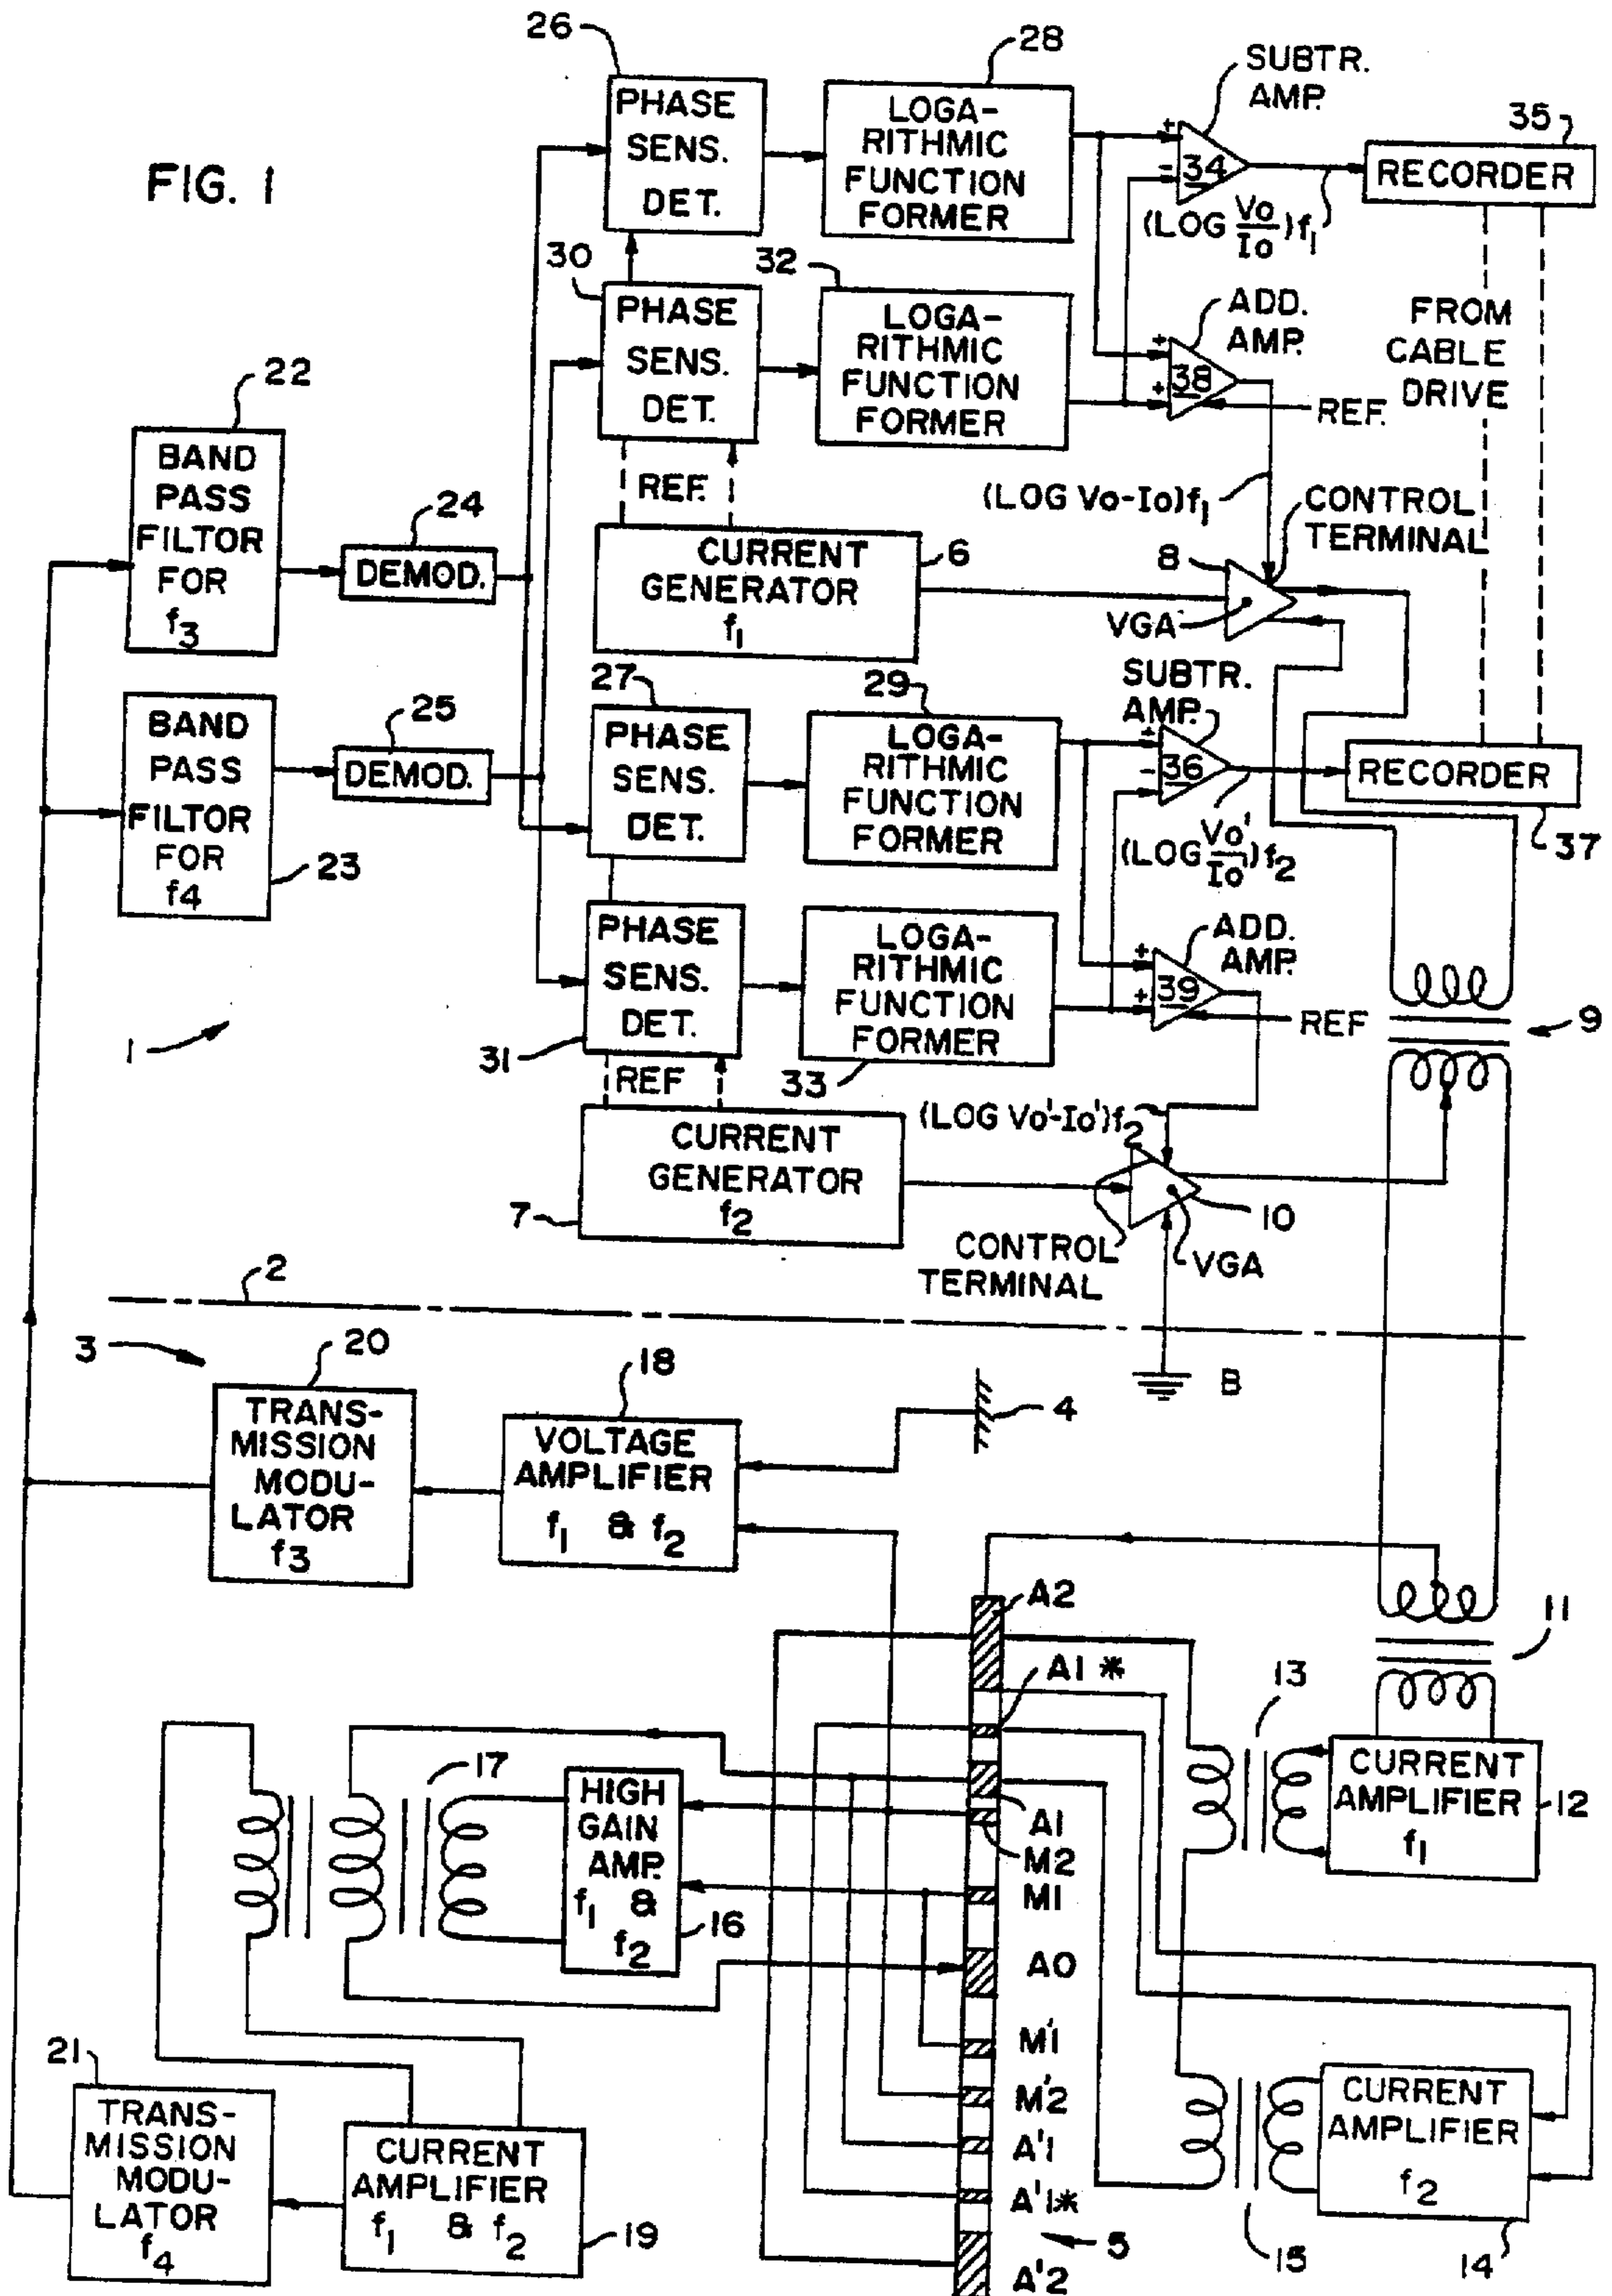 FIG. 1
26
PHASE
SENS.
DET.
28
LOGA-
RITHMIC
FUNCTION
FORMER
SUBTR.
AMP.
+
-
34
(LOG Vo/Io)f1
35
RECORDER
30
PHASE
SENS.
DET.
32
LOGA-
RITHMIC
FUNCTION
FORMER
ADD.
AMP.
+
+
38
REF.
FROM
CABLE
DRIVE
22
BAND
PASS
FILTOR
FOR
f3
24
DEMOD.
REF.
(LOG Vo-Io)f1
CONTROL
TERMINAL
CURRENT
GENERATOR
f1
6
8
VGA
BAND
PASS
FILTOR
FOR
f4
23
25
DEMOD.
27
PHASE
SENS.
DET.
29
LOGA-
RITHMIC
FUNCTION
FORMER
SUBTR.
AMP.
+
-
36
(LOG Vo'/Io')f2
RECORDER
37
1
PHASE
SENS.
DET.
31
LOGA-
RITHMIC
FUNCTION
FORMER
33
ADD.
AMP.
+
+
39
REF
9
REF
(LOG Vo'-Io')f2
CURRENT
GENERATOR
f2
7
10
CONTROL
TERMINAL
VGA
2
3
B
20
TRANS-
MISSION
MODU-
LATOR
f3
18
VOLTAGE
AMPLIFIER
f1 & f2
4
A2
A1 *
11
13
17
HIGH
GAIN
AMP.
f1 &
f2
16
A1
M2
M1
CURRENT
AMPLIFIER
f1
12
A0
M'1
M'2
A'1
A'1*
5
A'2
21
TRANS-
MISSION
MODU-
LATOR
f4
CURRENT
AMPLIFIER
f1 & f2
19
CURRENT
AMPLIFIER
f2
15
14